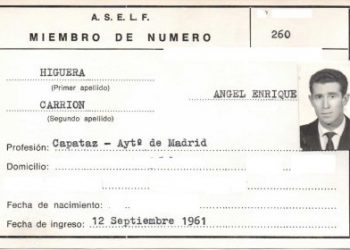 A. S. E. L. F.
MIEMBRO DE NUMERO
260
HIGUERA
(Primer apellido)
ANGEL ENRIQUE
CARRION
(Segundo apellido)
Profesión: Capataz - Aytº de Madrid
Domicilio:
Fecha de nacimiento:
Fecha de ingreso: 12 Septiembre 1961